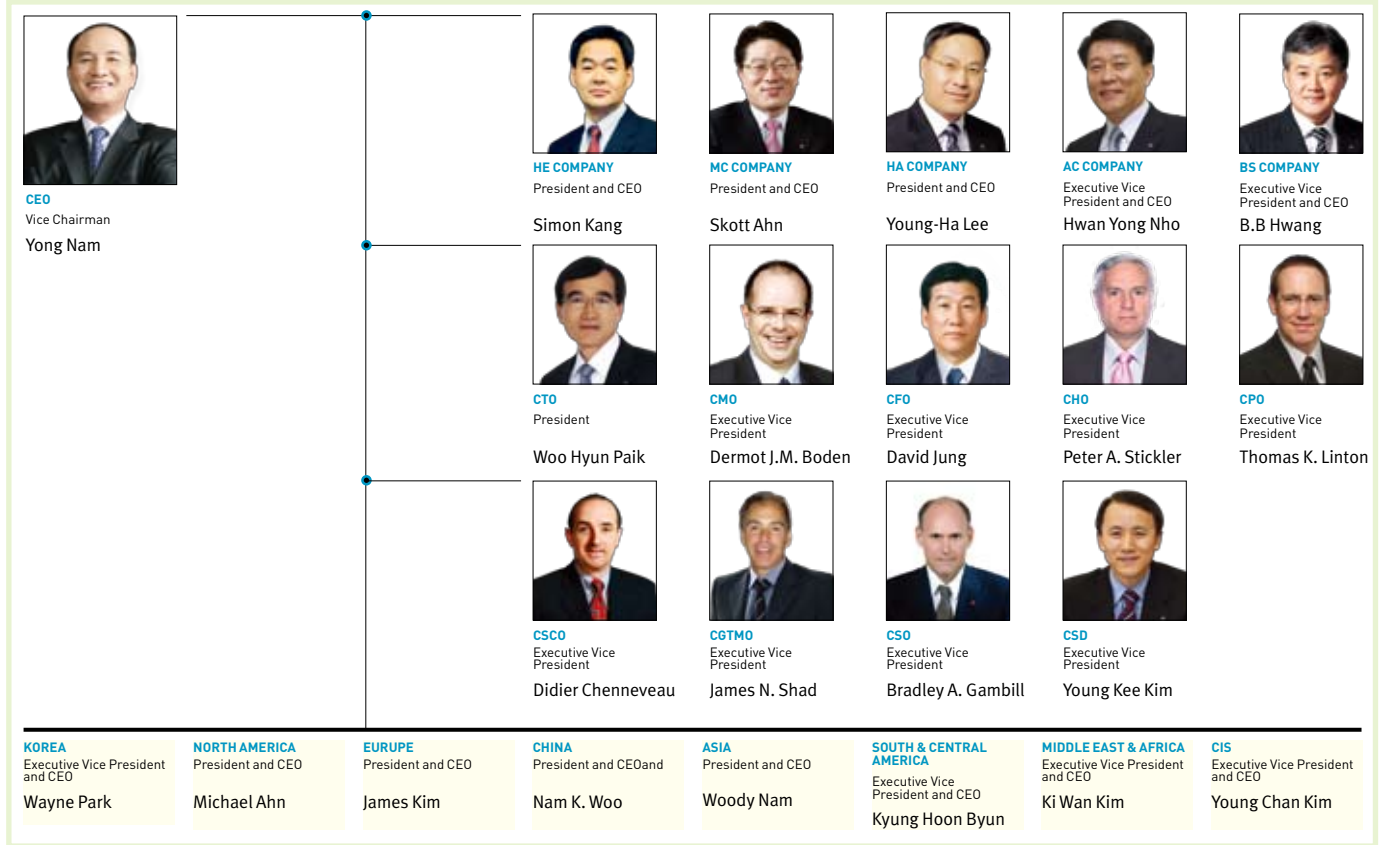 CEO
Vice Chairman
Yong Nam
HE COMPANY
President and CEO
Simon Kang
MC COMPANY
President and CEO
Skott Ahn
HA COMPANY
President and CEO
Young-Ha Lee
AC COMPANY
Executive Vice
President and CEO
Hwan Yong Nho
BS COMPANY
Executive Vice
President and CEO
B.B Hwang
CTO
President
Woo Hyun Paik
CMO
Executive Vice
President
Dermot J.M. Boden
CFO
Executive Vice
President
David Jung
CHO
Executive Vice
President
Peter A. Stickler
CPO
Executive Vice
President
Thomas K. Linton
CSCO
Executive Vice
President
Didier Chenneveau
CGTMO
Executive Vice
President
James N. Shad
CSO
Executive Vice
President
Bradley A. Gambill
CSD
Executive Vice
President
Young Kee Kim
KOREA
Executive Vice President
and CEO
Wayne Park
NORTH AMERICA
President and CEO
Michael Ahn
EURUPE
President and CEO
James Kim
CHINA
President and CEOand
Nam K. Woo
ASIA
President and CEO
Woody Nam
SOUTH & CENTRAL
AMERICA
Executive Vice
President and CEO
Kyung Hoon Byun
MIDDLE EAST & AFRICA
Executive Vice President
and CEO
Ki Wan Kim
CIS
Executive Vice President
and CEO
Young Chan Kim